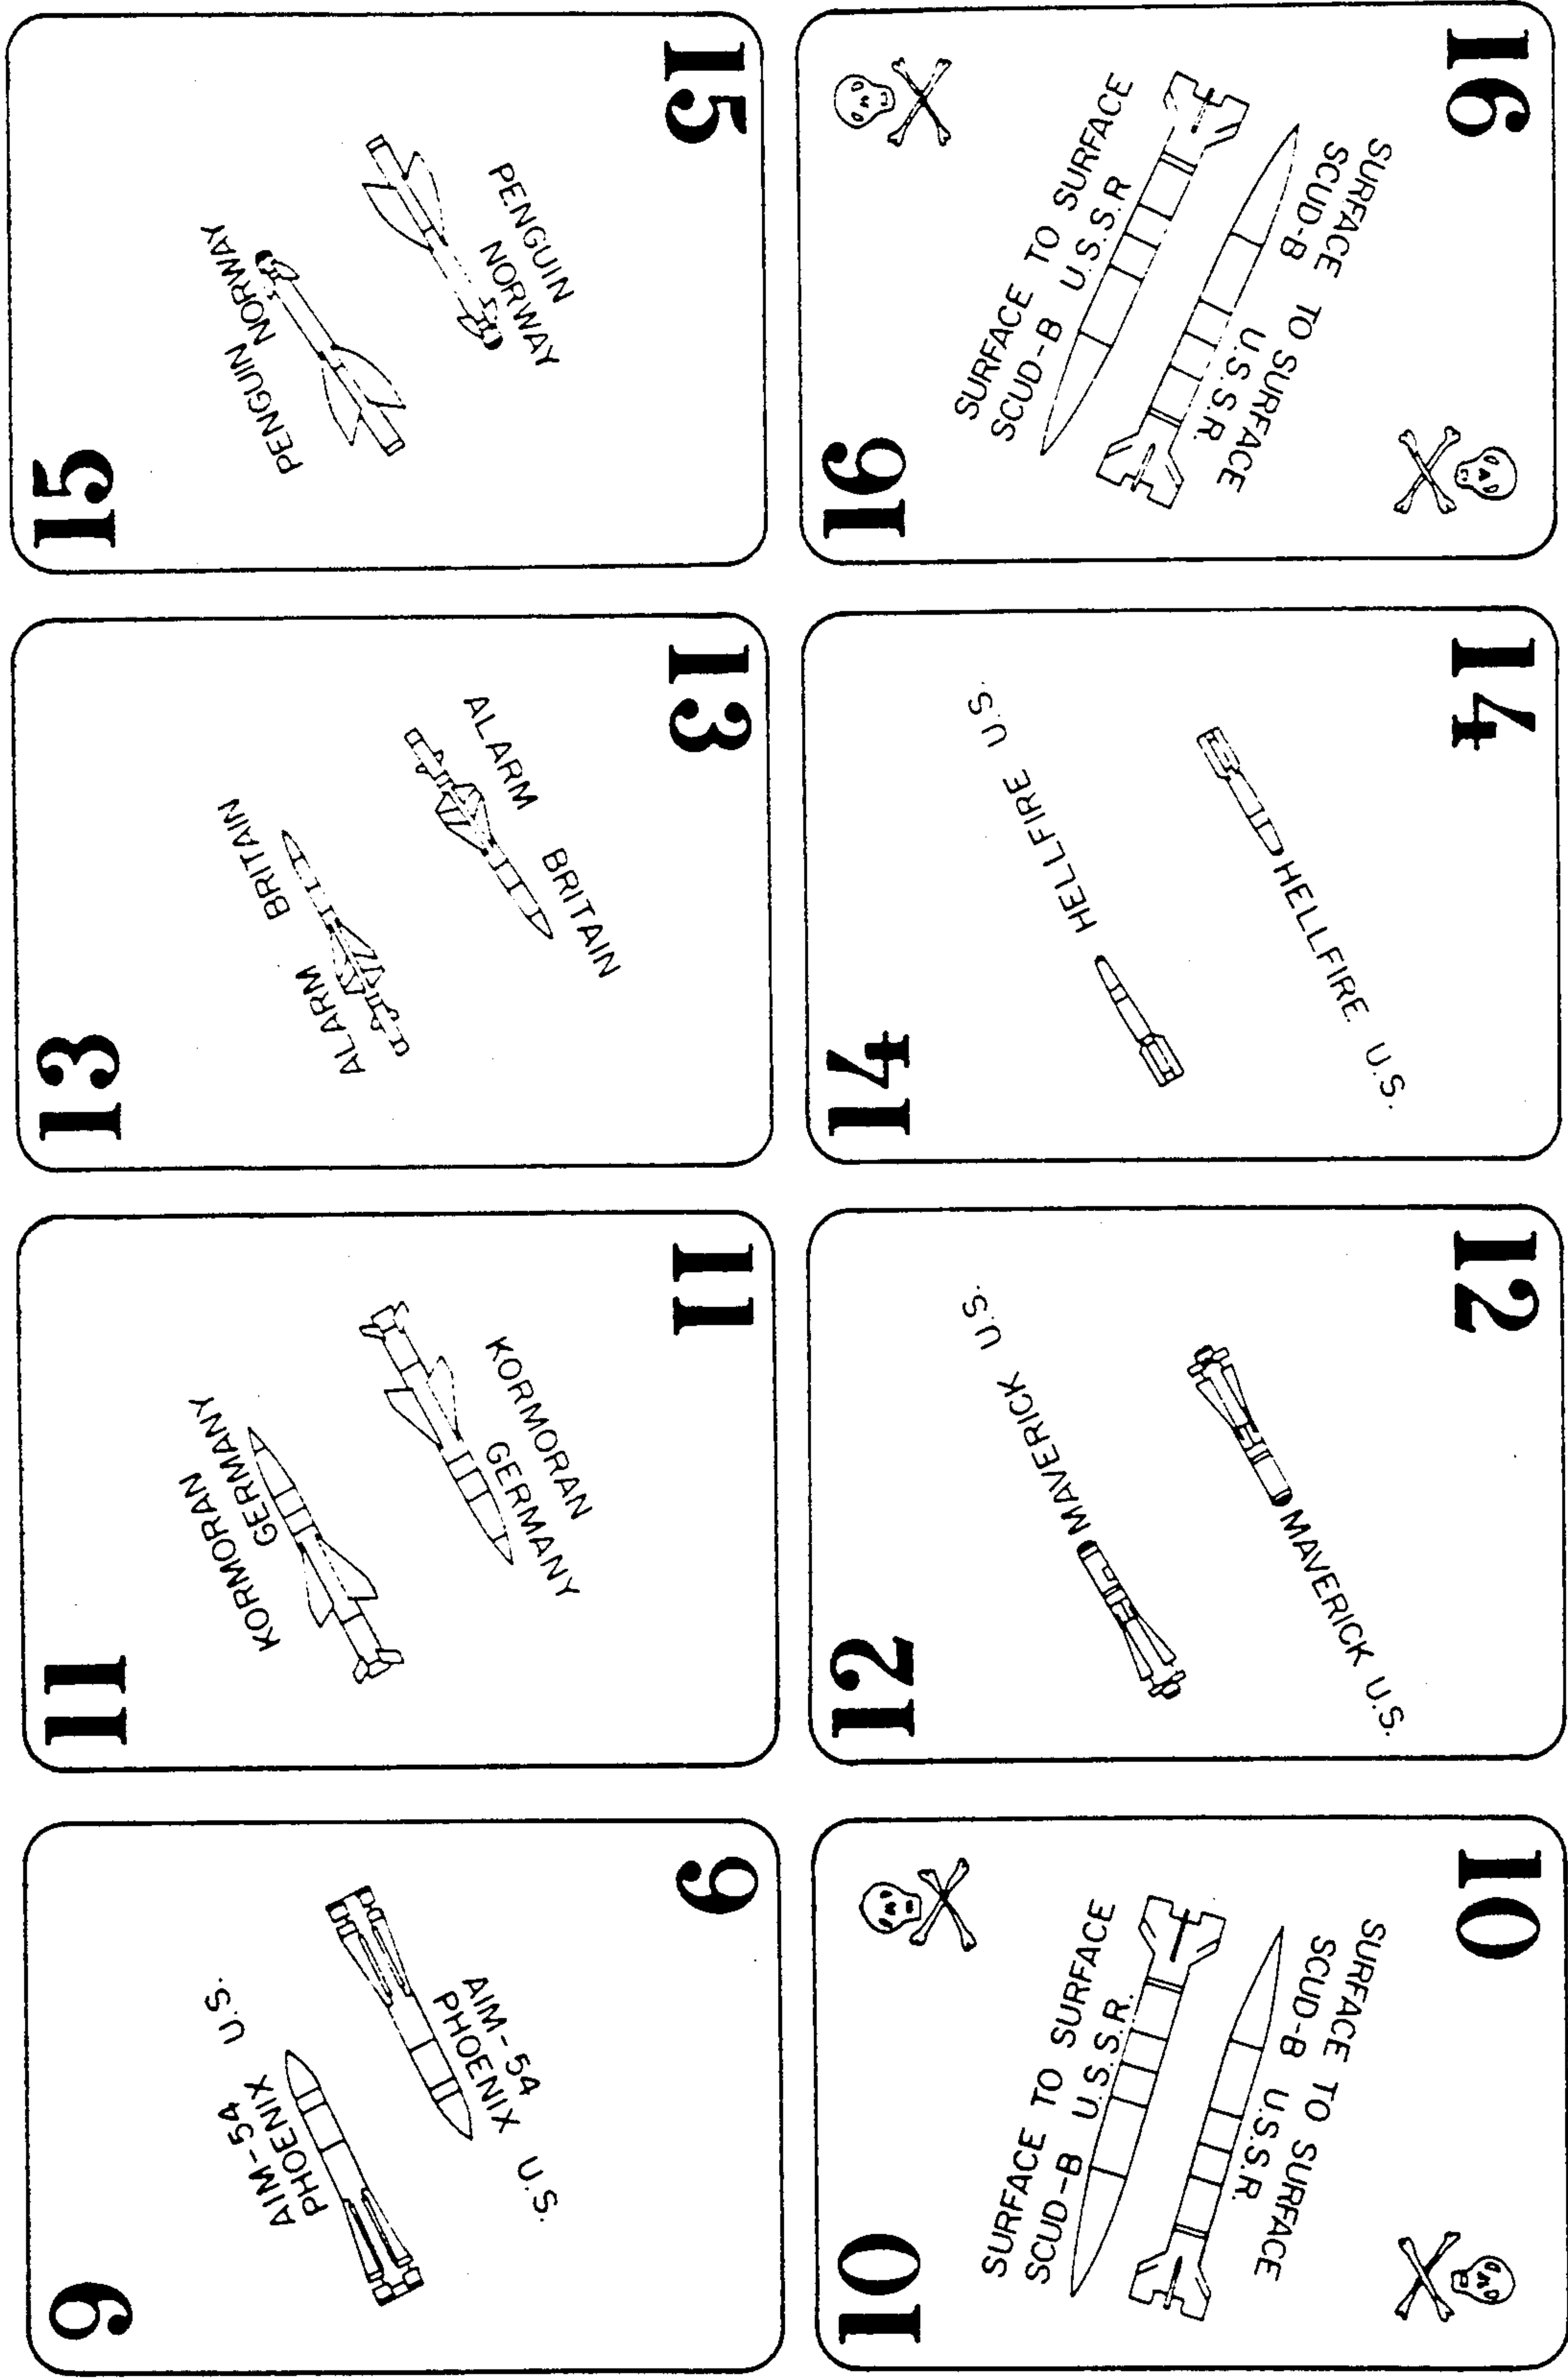 9
AIM-54
PHOENIX U.S.
AIM-54
PHOENIX U.S.
9
11
KORMORAN
GERMANY
KORMORAN
GERMANY
11
13
ALARM BRITAIN
ALARM BRITAIN
13
15
PENGUIN NORWAY
PENGUIN
NORWAY
15
10
SURFACE TO SURFACE
SCUD-B U.S.S.R.
SURFACE TO SURFACE
SCUD-B U.S.S.R.
10
12
MAVERICK U.S.
MAVERICK U.S.
12
14
HELLFIRE U.S.
HELLFIRE U.S.
14
16
SURFACE TO SURFACE
SCUD-B U.S.S.R
SURFACE TO SURFACE
SCUD-B U.S.S.R.
16